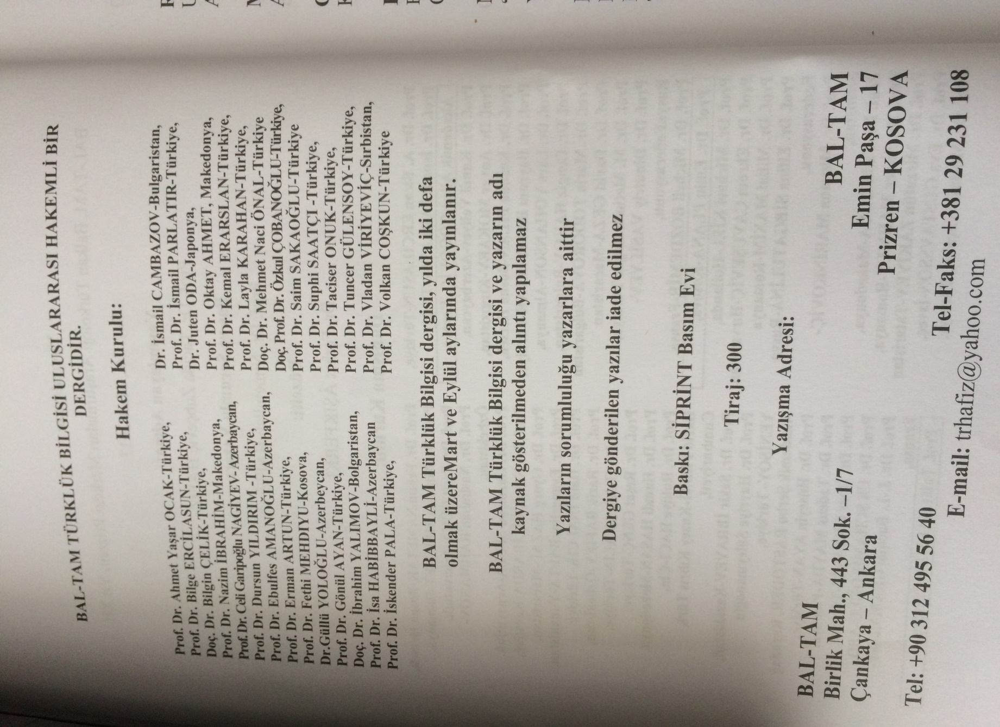 BAL-TAM TÜRKLÜK BİLGİSİ ULUSLARARASI HAKEMLİ BİR
DERGİDİR.
Hakem Kurulu:
Prof. Dr. Ahmet Yaşar OCAK-Türkiye,
Prof. Dr. Bilge ERCİLASUN-Türkiye,
Prof. Dr. Bilgin ÇELİK-Türkiye,
Doç. Dr. Nazim İBRAHİM-Makedonya,
Prof. Dr. Celi Garipoğlu NAGİYEV- Azerbaycan,
Prof. Dr. Dursun YILDIRIM -Türkiye,
Prof. Dr. Ebulfes AMANOĞLU-Azerbaycan,
Prof. Dr. Erman ARTUN-Türkiye,
Prof. Dr. Fethi MEHDIYU-Kosova,
Dr.Güllü YOLOĞLU-Azerbeycan,
Prof. Dr. Gönül AYAN-Türkiye,
Doç. Dr. İbrahim YALIMOV-Bolgaristan,
Prof. Dr. İsa HABİBBAYLİ-Azerbaycan
Prof. Dr. İskender PALA-Türkiye,
Dr. İsmail CAMBAZOV-Bulgaristan,
Prof. Dr. İsmail PARLATIR-Türkiye,
Dr. Juten ODA-Japonya,
Prof. Dr. Oktay AHMET, Makedonya,
Prof. Dr. Kemal ERARSLAN-Türkiye,
Prof. Dr. Layla KARAHAN-Türkiye,
Doç. Dr. Mehmet Naci ÖNAL-Türkiye
Doç. Prof. Dr. Özkul ÇOBANOĞLU-Türkiye,
Prof. Dr. Saim SAKAOĞLU-Türkiye
Prof. Dr. Suphi SAATÇI -Türkiye,
Prof. Dr. Taciser ONUK-Türkiye,
Prof. Dr. Tuncer GÜLENSOY-Türkiye,
Prof. Dr. Vladan VİRİYEVİÇ-Sırbistan,
Prof. Dr. Volkan COŞKUN-Türkiye
BAL-TAM Türklük Bilgisi dergisi, yılda iki defa
olmak üzereMart ve Eylül aylarında yayınlanır.
BAL-TAM Türklük Bilgisi dergisi ve yazarın adı
kaynak gösterilmeden alıntı yapılamaz
Yazıların sorumluluğu yazarlara aittir
Dergiye gönderilen yazılar iade edilmez
Baskı: SİPRİNT Basım Evi
Tiraj: 300
Yazışma Adresi:
BAL-TAM
Birlik Mah., 443 Sok. –1/7
Çankaya – Ankara
Tel: +90 312 495 56 40
BAL-TAM
Emin Paşa – 17
Prizren – KOSOVA
Tel-Faks: +381 29 231 108
E-mail: trhafiz@yahoo.com